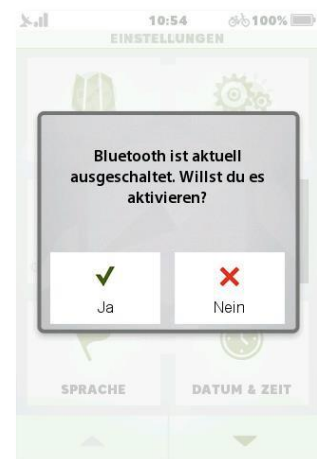 10:54
100%
EINSTELLUNGEN
Bluetooth ist aktuell
ausgeschaltet. Willst du es
aktivieren?
Ja
Nein
SPRACHE
DATUM & ZEIT